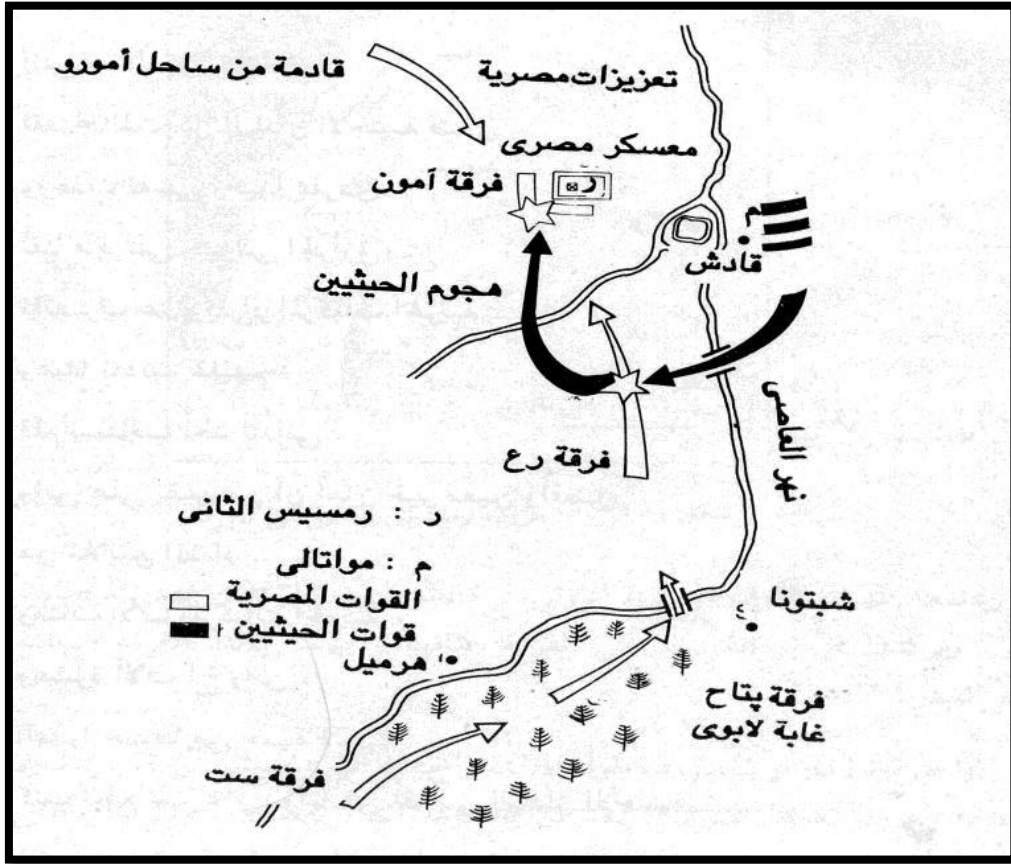 قادمة من ساحل أمورو
تعزيزات مصرية
معسكر مصرى
فرقة آمون
ر
م
قادش
هجوم الحيثيين
نهر العاصى
فرقة رع
ر : رمسيس الثانى
م : مواتالى
القوات المصرية
قوات الحيثيين
هرميل
شبتونا
فرقة پتاح
غابة لابوى
فرقة ست